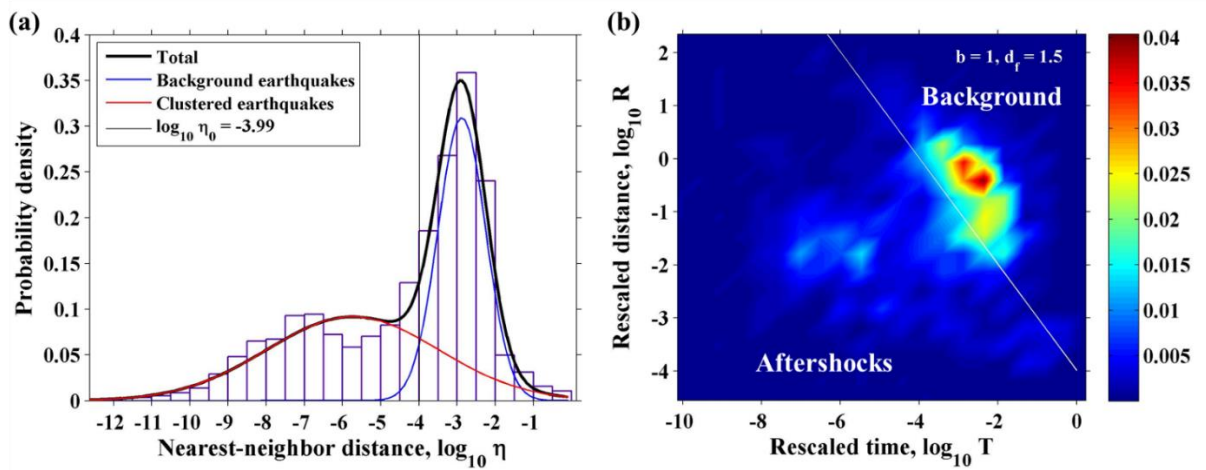 (a)
Total
Background earthquakes
Clustered earthquakes
log10 η0 = -3.99
0.4
0.35
0.3
0.25
0.2
0.15
0.1
0.05
0
Probability density
-12 -11 -10 -9 -8 -7 -6 -5 -4 -3 -2 -1
Nearest-neighbor distance, log10 η
(b)
b = 1, df = 1.5
Background
Aftershocks
2
1
0
-1
-2
-3
-4
Rescaled distance, log10 R
-10 -8 -6 -4 -2 0
Rescaled time, log10 T
0.04
0.035
0.03
0.025
0.02
0.015
0.01
0.005